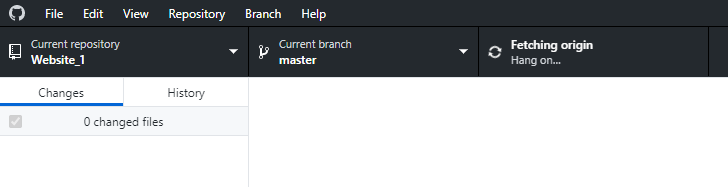 File Edit View Repository Branch Help
Current repository
Website_1
Current branch
master
Fetching origin
Hang on...
Changes History
0 changed files